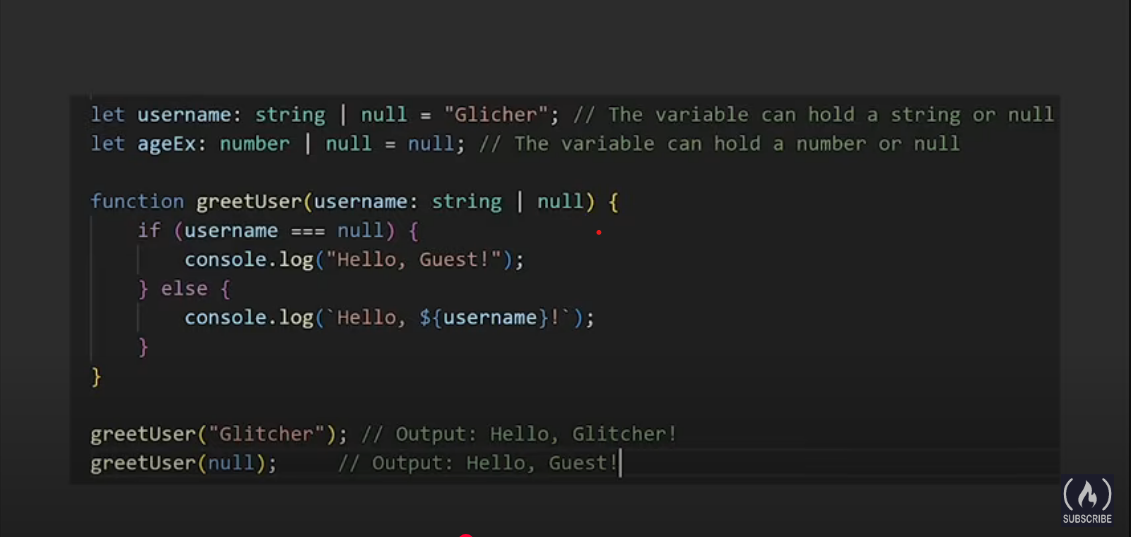 let username: string | null = "Glicher"; // The variable can hold a string or null
let ageEx: number | null = null; // The variable can hold a number or null
function greetUser(username: string | null) {
if (username === null) {
console.log("Hello, Guest!");
} else {
console.log(`Hello, ${username}!`);
}
}
greetUser("Glitcher"); // Output: Hello, Glitcher!
greetUser(null); // Output: Hello, Guest!
SUBSCRIBE